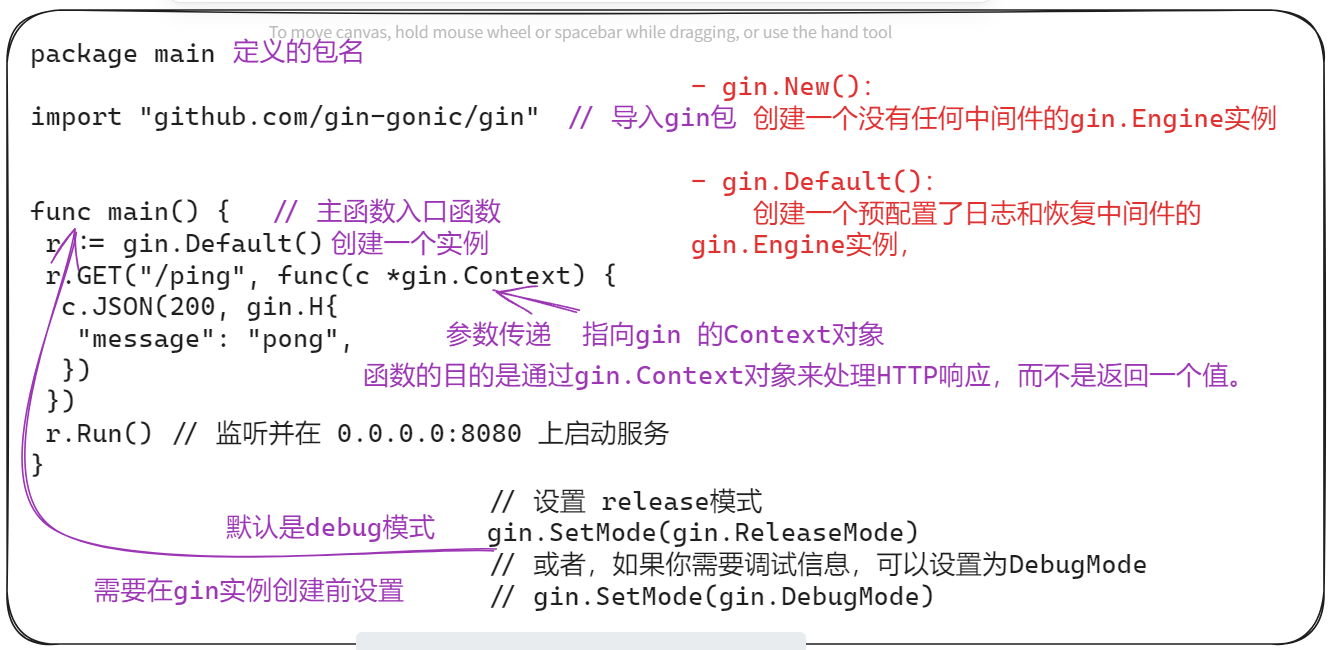 To move canvas, hold mouse wheel or spacebar while dragging, or use the hand tool
package main 定义的包名
- gin.New()：
import "github.com/gin-gonic/gin" // 导入gin包 创建一个没有任何中间件的gin.Engine实例
- gin.Default()：
func main() { // 主函数入口函数 创建一个预配置了日志和恢复中间件的
r := gin.Default() 创建一个实例 gin.Engine实例，
r.GET("/ping", func(c *gin.Context) {
c.JSON(200, gin.H{
"message": "pong", 参数传递 指向gin 的Context对象
})
函数的目的是通过gin.Context对象来处理HTTP响应，而不是返回一个值。
})
r.Run() // 监听并在 0.0.0.0:8080 上启动服务
}
// 设置 release模式
默认是debug模式 gin.SetMode(gin.ReleaseMode)
// 或者，如果你需要调试信息，可以设置为DebugMode
需要在gin实例创建前设置 // gin.SetMode(gin.DebugMode)